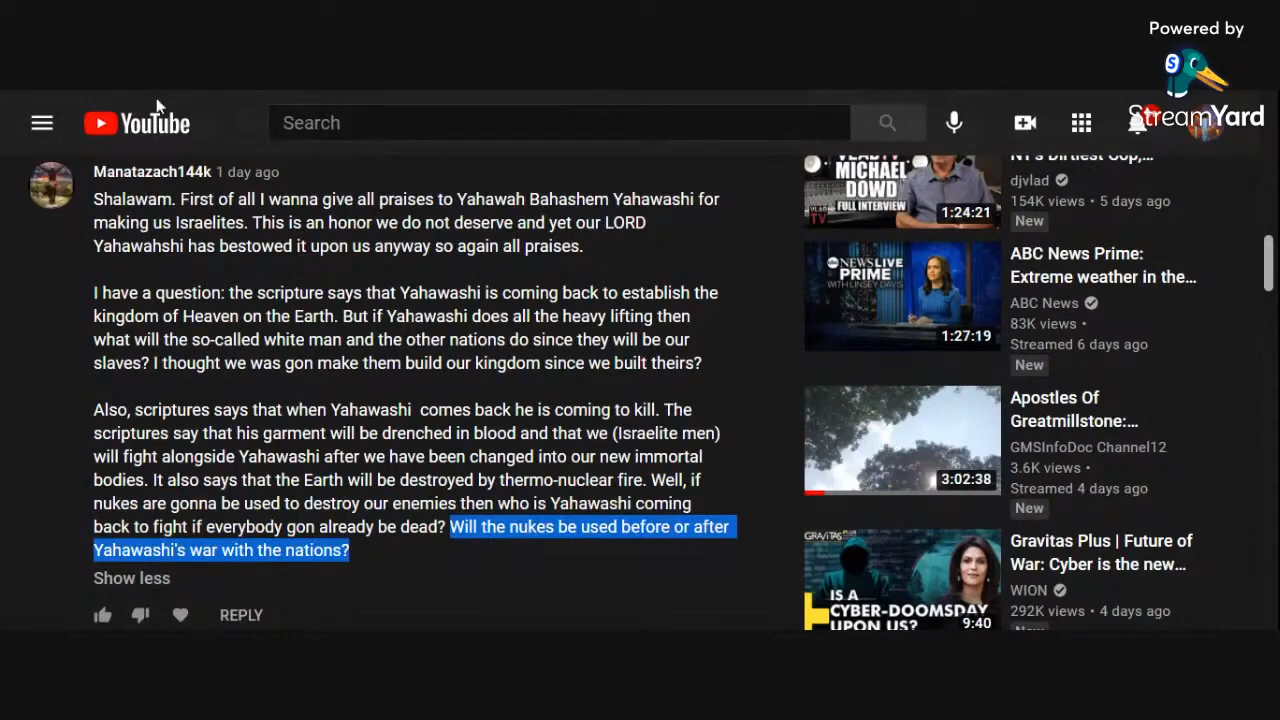 Powered by
S
StreamYard
YouTube
Search
Manatazach144k 1 day ago
Shalawam. First of all I wanna give all praises to Yahawah Bahashem Yahawashi for
making us Israelites. This is an honor we do not deserve and yet our LORD
Yahawahshi has bestowed it upon us anyway so again all praises.
I have a question: the scripture says that Yahawashi is coming back to establish the
kingdom of Heaven on the Earth. But if Yahawashi does all the heavy lifting then
what will the so-called white man and the other nations do since they will be our
slaves? I thought we was gon make them build our kingdom since we built theirs?
Also, scriptures says that when Yahawashi comes back he is coming to kill. The
scriptures say that his garment will be drenched in blood and that we (Israelite men)
will fight alongside Yahawashi after we have been changed into our new immortal
bodies. It also says that the Earth will be destroyed by thermo-nuclear fire. Well, if
nukes are gonna be used to destroy our enemies then who is Yahawashi coming
back to fight if everybody gon already be dead? Will the nukes be used before or after
Yahawashi's war with the nations?
Show less
REPLY
VLADTV
MICHAEL
DOWD
FULL INTERVIEW
VLAD
TV
1:24:21
NY's Dirtiest Cop,...
djvlad
154K views • 5 days ago
New
abc NEWS LIVE
PRIME
WITH LINSEY DAVIS
1:27:19
ABC News Prime:
Extreme weather in the...
ABC News
83K views •
Streamed 6 days ago
New
3:02:38
Apostles Of
Greatmillstone:...
GMSInfoDoc Channel12
3.6K views •
Streamed 4 days ago
New
GRAVITAS PLUS
IS A
CYBER-DOOMSDAY
UPON US?
9:40
Gravitas Plus | Future of
War: Cyber is the new...
WION
292K views • 4 days ago
New